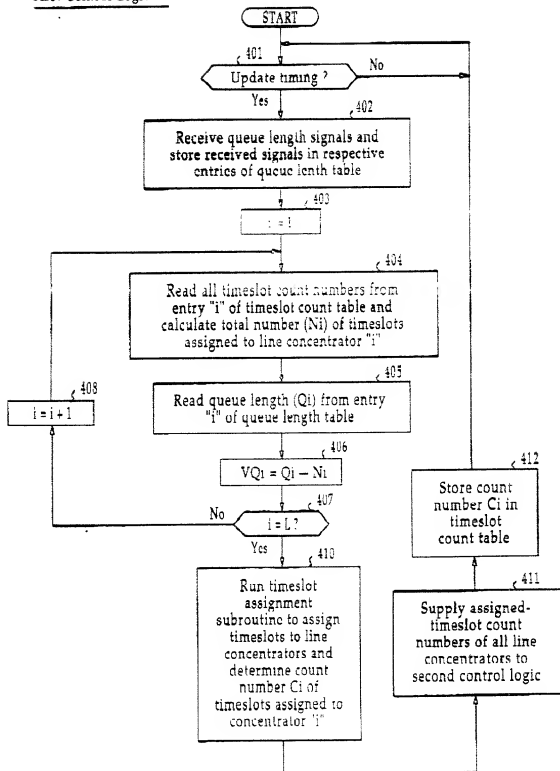 START
401
Update timing ?
No
Yes
402
Receive queue length signals and
store received signals in respective
entries of queue lenth table
403
i = 1
404
Read all timeslot count numbers from
entry "i" of timeslot count table and
calculate total number (Ni) of timeslots
assigned to line concentrator "i"
405
Read queue length (Qi) from entry
"i" of queue length table
406
VQi = Qi − Ni
407
i = L ?
No
Yes
408
i = i + 1
410
Run timeslot
assignment
subroutine to assign
timeslots to line
concentrators and
determine count
number Ci of
timeslots assigned to
concentrator "i"
411
Supply assigned-
timeslot count
numbers of all line
concentrators to
second control logic
412
Store count
number Ci in
timeslot
count table